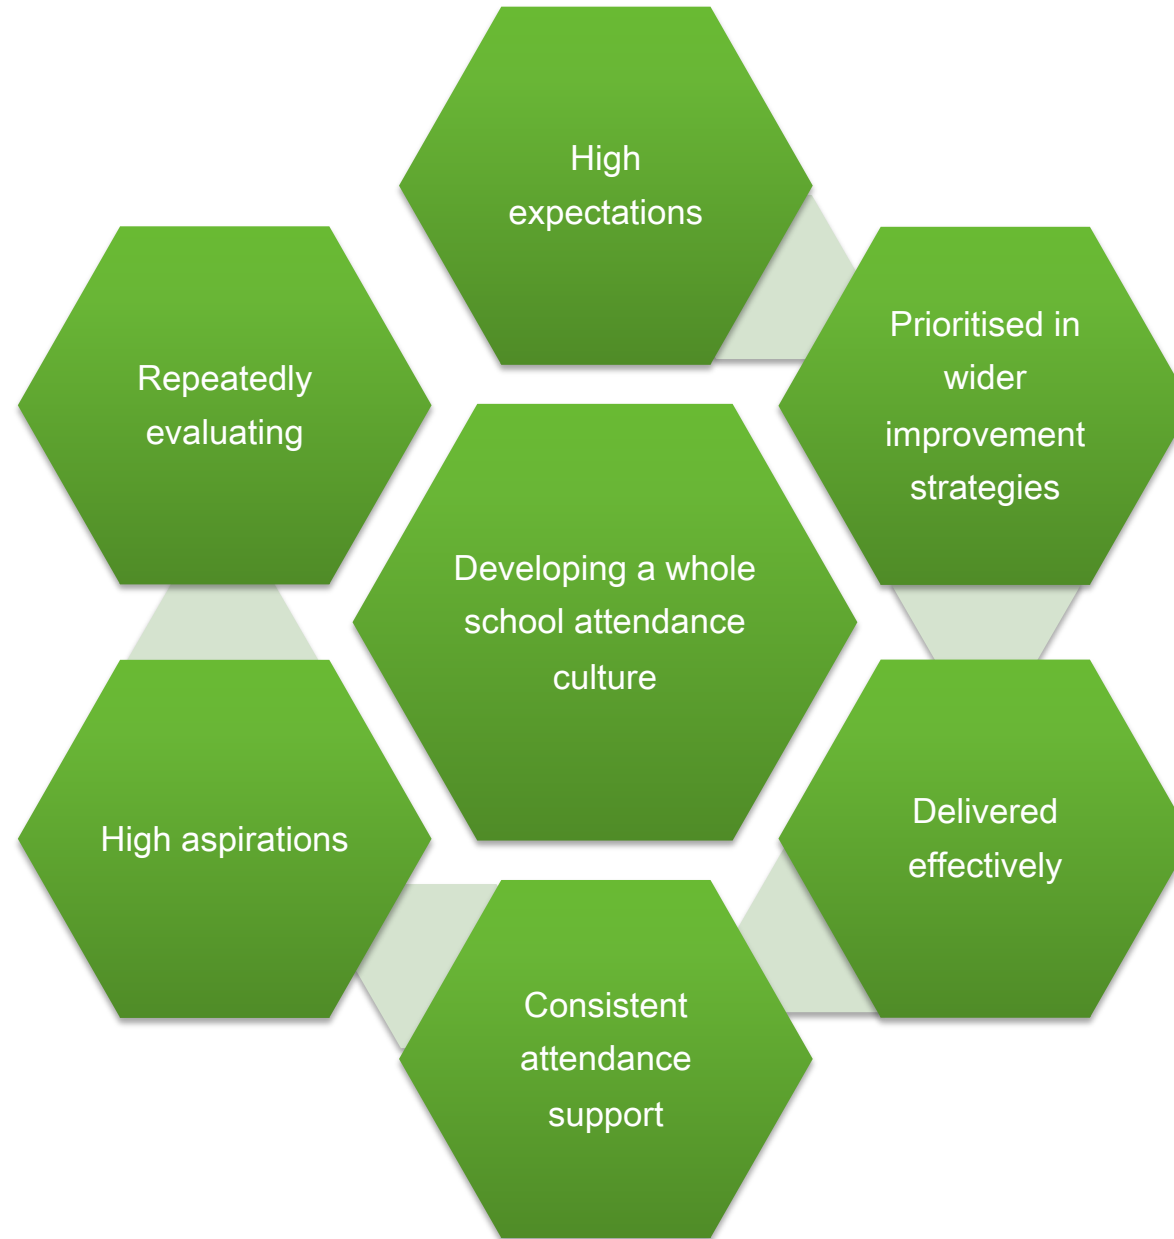 High
expectations
Prioritised in
wider
improvement
strategies
Delivered
effectively
Consistent
attendance
support
High aspirations
Repeatedly
evaluating
Developing a whole
school attendance
culture